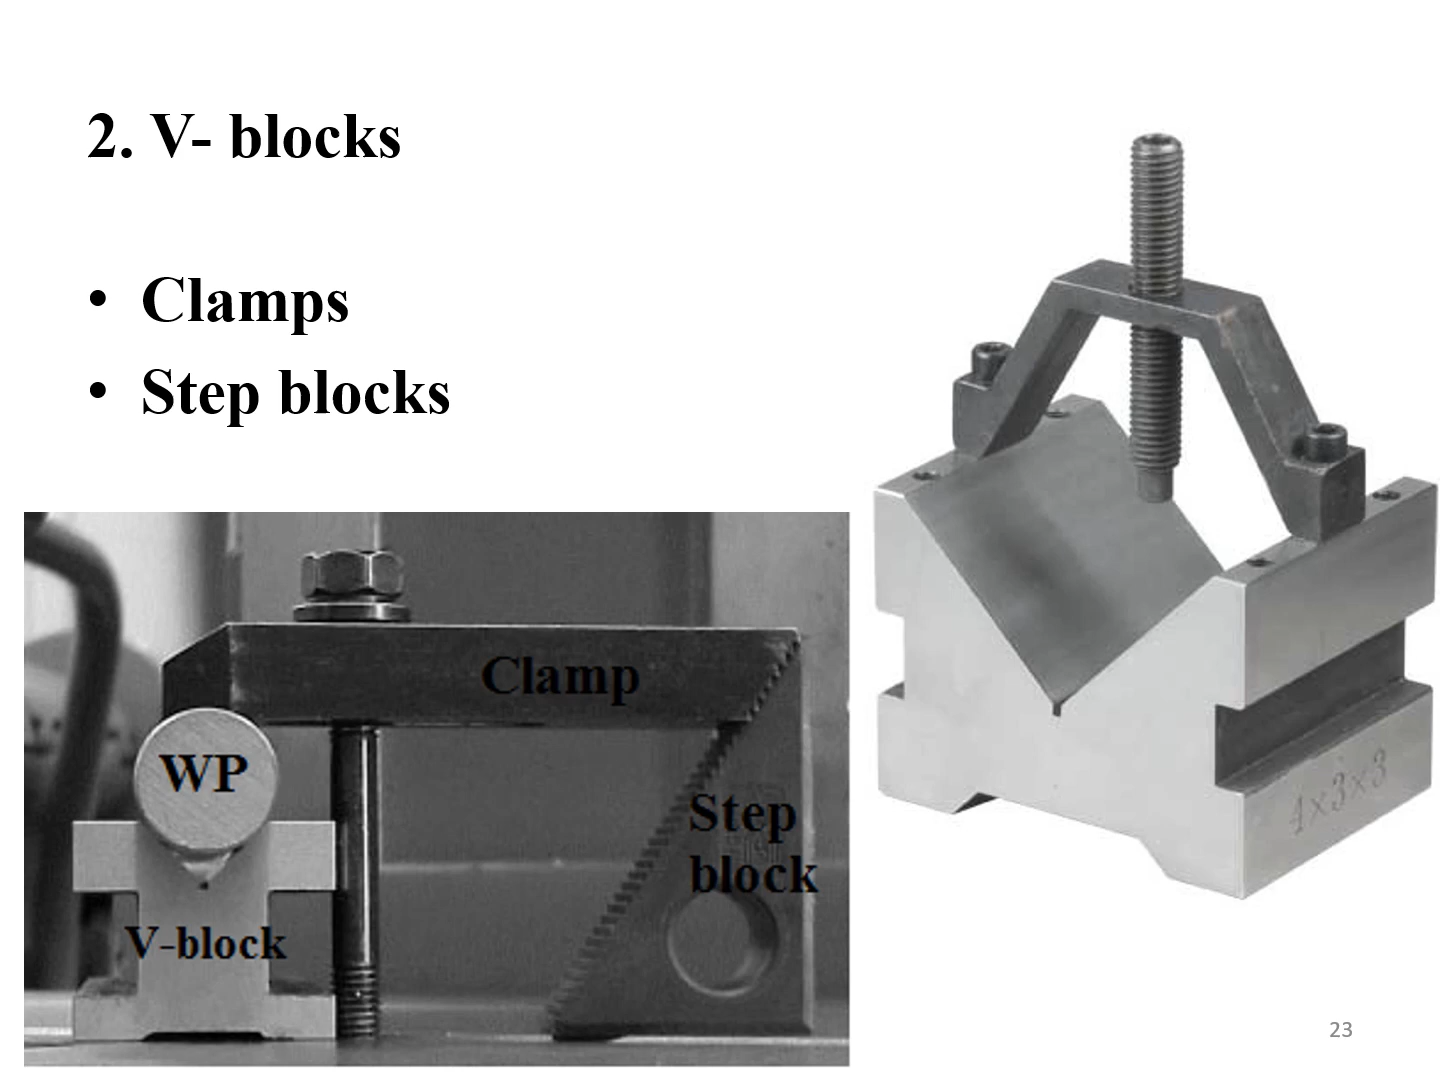 2. V- blocks
• Clamps
• Step blocks
Clamp
WP
Step
block
V-block
4×3×3
23